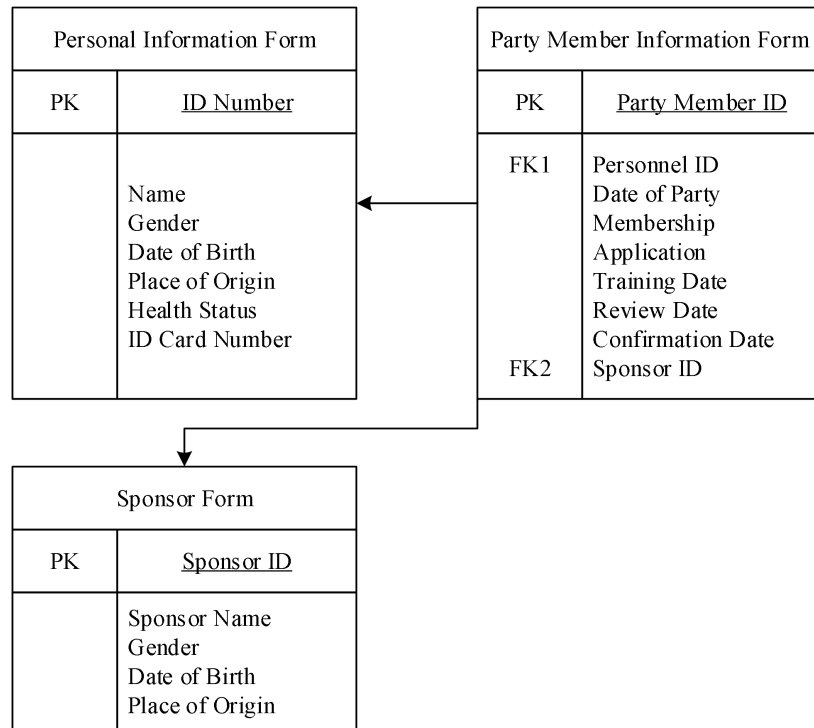 Personal Information Form
PK
ID Number
Name
Gender
Date of Birth
Place of Origin
Health Status
ID Card Number
Party Member Information Form
PK
Party Member ID
FK1
Personnel ID
Date of Party
Membership
Application
Training Date
Review Date
Confirmation Date
FK2
Sponsor ID
Sponsor Form
PK
Sponsor ID
Sponsor Name
Gender
Date of Birth
Place of Origin